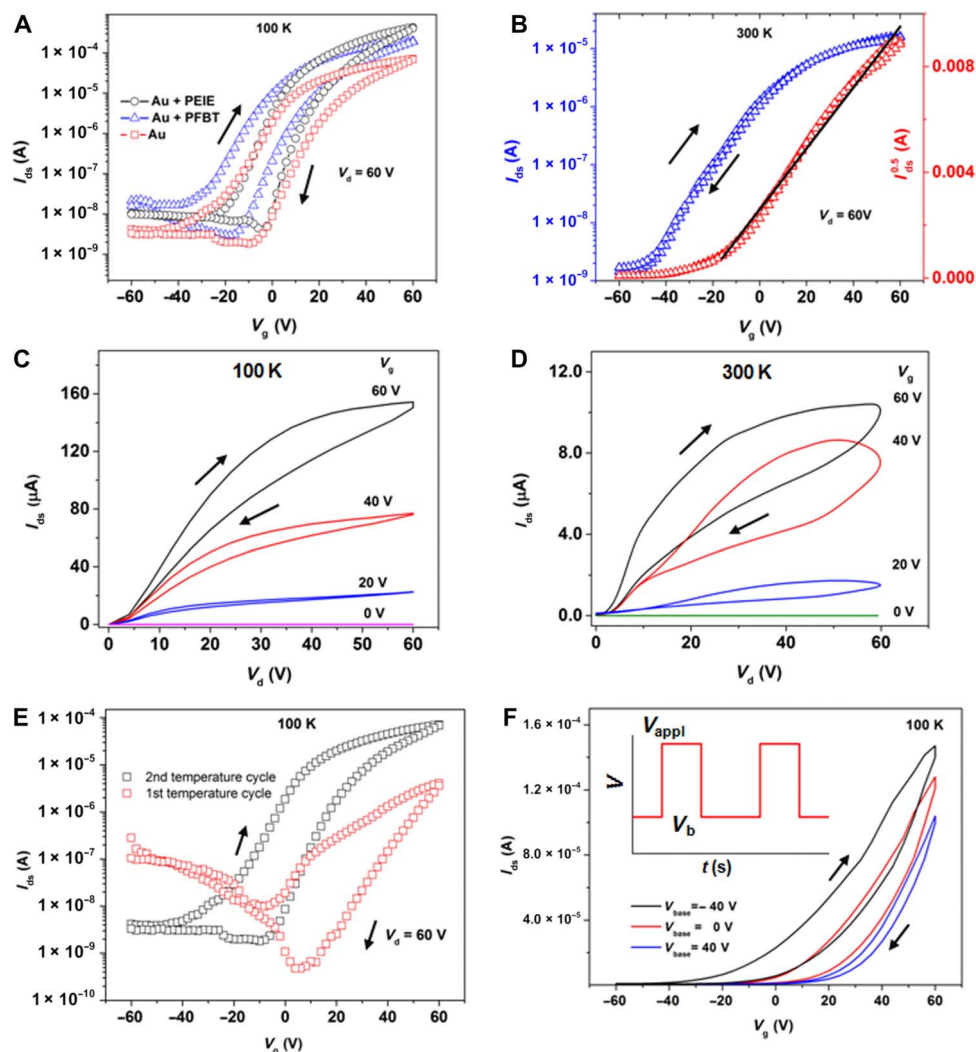 A
100 K
1 × 10⁻⁴
1 × 10⁻⁵
1 × 10⁻⁶
1 × 10⁻⁷
1 × 10⁻⁸
1 × 10⁻⁹
Ids (A)
Au + PEIE
Au + PFBT
Au
Vd = 60 V
−60 −40 −20 0 20 40 60
Vg (V)
B
300 K
1 × 10⁻⁵
1 × 10⁻⁶
1 × 10⁻⁷
1 × 10⁻⁸
1 × 10⁻⁹
Ids (A)
0.008
0.004
0.000
Ids^0.5 (A)
Vd = 60V
−60 −40 −20 0 20 40 60
Vg (V)
C
100 K
Vg
60 V
40 V
20 V
0 V
160
120
80
40
0
Ids (µA)
0 10 20 30 40 50 60
Vd (V)
D
300 K
Vg
60 V
40 V
20 V
0 V
12.0
8.0
4.0
0.0
Ids (µA)
0 20 40 60
Vd (V)
E
100 K
1 × 10⁻⁴
1 × 10⁻⁵
1 × 10⁻⁶
1 × 10⁻⁷
1 × 10⁻⁸
1 × 10⁻⁹
1 × 10⁻¹⁰
Ids (A)
2nd temperature cycle
1st temperature cycle
Vd = 60 V
−60 −40 −20 0 20 40 60
Vg (V)
F
100 K
1.6 × 10⁻⁴
1.2 × 10⁻⁴
8.0 × 10⁻⁵
4.0 × 10⁻⁵
Ids (A)
Vappl
V
Vb
t (s)
Vbase = − 40 V
Vbase = 0 V
Vbase = 40 V
−60 −40 −20 0 20 40 60
Vg (V)